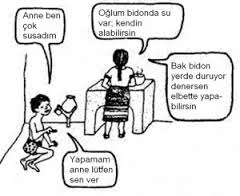 Anne ben
çok
susadım
Oğlum bidonda su
var; kendin
alabilirsin
Bak bidon
yerde duruyor
denersen
elbette yapa-
bilirsin
Yapamam
anne lütfen
sen ver